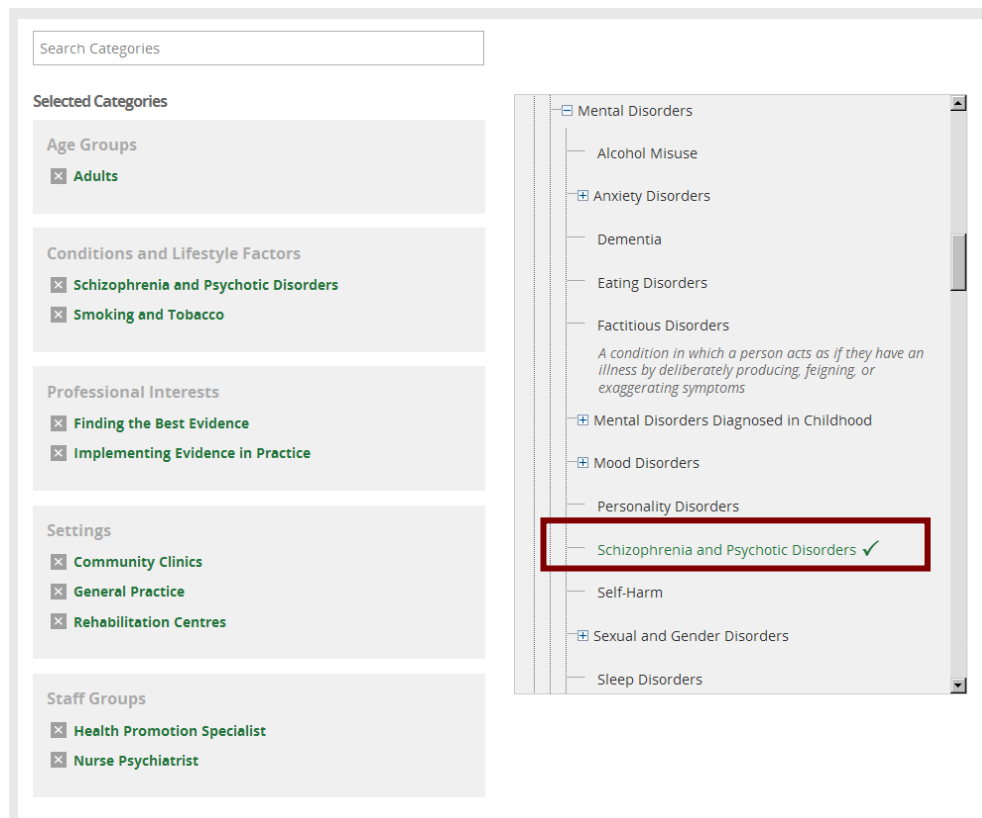 Search Categories
Selected Categories
Age Groups
Adults
Conditions and Lifestyle Factors
Schizophrenia and Psychotic Disorders
Smoking and Tobacco
Professional Interests
Finding the Best Evidence
Implementing Evidence in Practice
Settings
Community Clinics
General Practice
Rehabilitation Centres
Staff Groups
Health Promotion Specialist
Nurse Psychiatrist
Mental Disorders
Alcohol Misuse
Anxiety Disorders
Dementia
Eating Disorders
Factitious Disorders
A condition in which a person acts as if they have an
illness by deliberately producing, feigning, or
exaggerating symptoms
Mental Disorders Diagnosed in Childhood
Mood Disorders
Personality Disorders
Schizophrenia and Psychotic Disorders ✓
Self-Harm
Sexual and Gender Disorders
Sleep Disorders